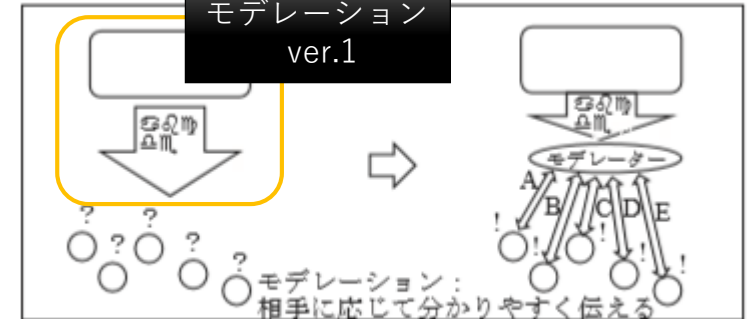 モデレーション
ver.1
♋♌♍
♎♏
♋♌♍
♎♏
モデレーター
A
B
C
D
E
?
?
?
?
?
!
!
!
!
!
モデレーション：
相手に応じて分かりやすく伝える